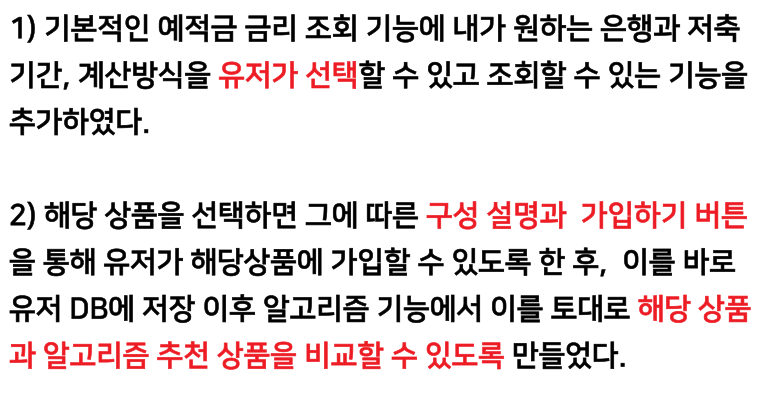 1) 기본적인 예적금 금리 조회 기능에 내가 원하는 은행과 저축
기간, 계산방식을 유저가 선택할 수 있고 조회할 수 있는 기능을
추가하였다.
2) 해당 상품을 선택하면 그에 따른 구성 설명과  가입하기 버튼
을 통해 유저가 해당상품에 가입할 수 있도록 한 후,  이를 바로
유저 DB에 저장 이후 알고리즘 기능에서 이를 토대로 해당 상품
과 알고리즘 추천 상품을 비교할 수 있도록 만들었다.